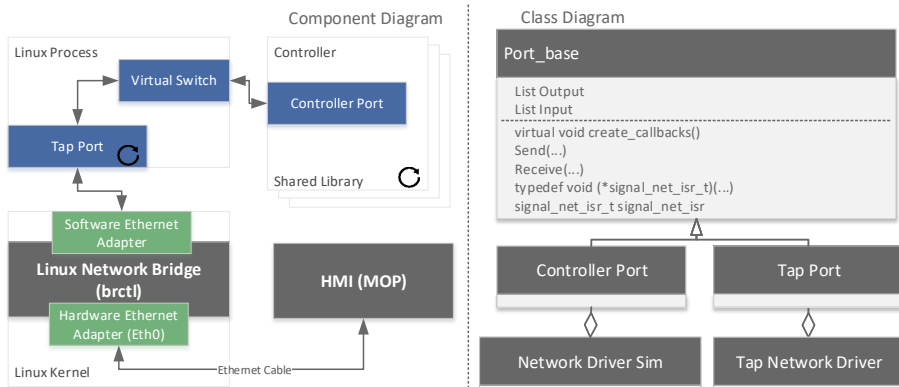 Component Diagram
Linux Process
Virtual Switch
Tap Port
Controller
Controller Port
Shared Library
Software Ethernet
Adapter
Linux Network Bridge
(brctl)
Hardware Ethernet
Adapter (Eth0)
Linux Kernel
HMI (MOP)
Ethernet Cable
Class Diagram
Port_base
List Output
List Input
virtual void create_callbacks()
Send(...)
Receive(...)
typedef void (*signal_net_isr_t)(...)
signal_net_isr_t signal_net_isr
Controller Port
Tap Port
Network Driver Sim
Tap Network Driver